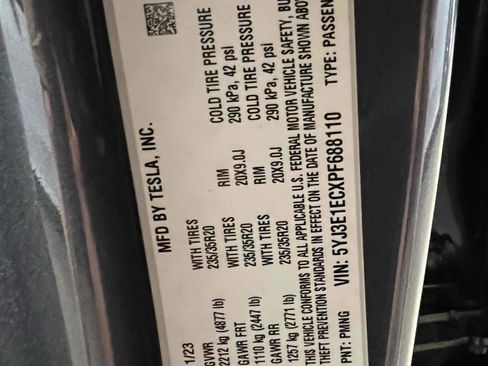 MFD BY TESLA, INC.
1/23
GVWR
2212 kg (4877 lb) WITH TIRES RIM COLD TIRE PRESSURE
GAWR FRT 235/35R20 20X9.0J 290 kPa, 42 psi
1110 kg (2447 lb) WITH TIRES RIM COLD TIRE PRESSURE
GAWR RR 235/35R20 20X9.0J 290 kPa, 42 psi
1257 kg (2771 lb)
THIS VEHICLE CONFORMS TO ALL APPLICABLE U.S. FEDERAL MOTOR VEHICLE SAFETY, BU
THEFT PREVENTION STANDARDS IN EFFECT ON THE DATE OF MANUFACTURE SHOWN ABOV
VIN: 5YJ3E1ECXPF688110 TYPE: PASSEN
PNT: PMNG